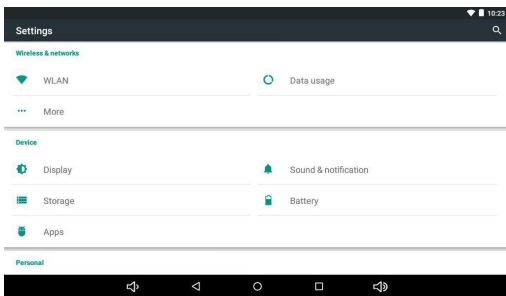 10:23
Settings
Wireless & networks
WLAN
Data usage
More
Device
Display
Sound & notification
Storage
Battery
Apps
Personal